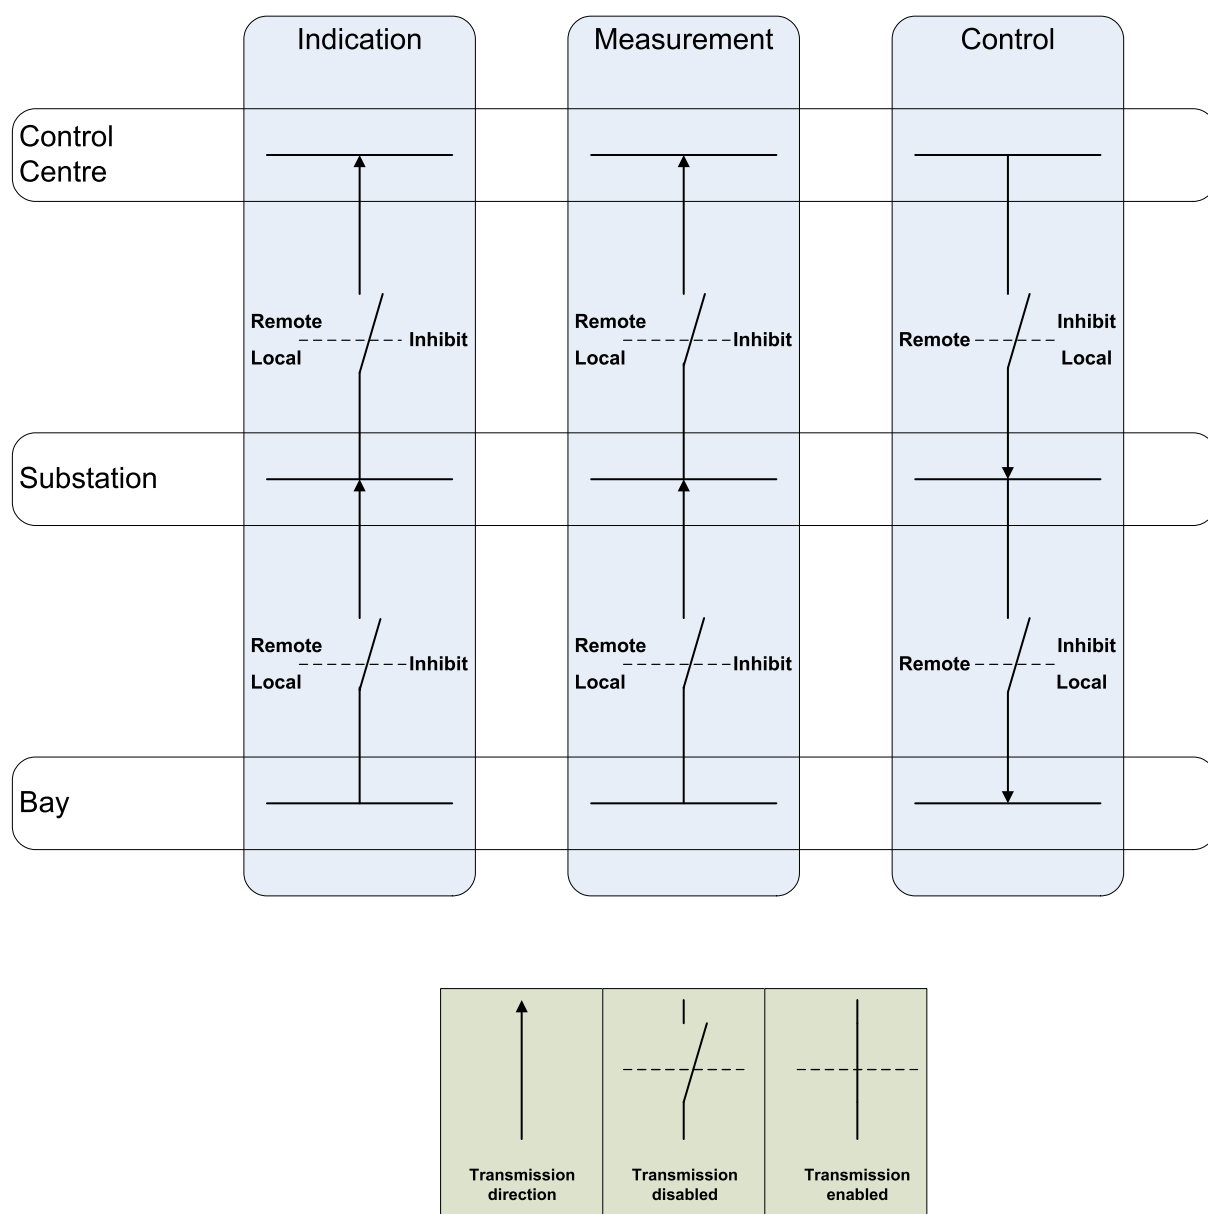 Indication
Measurement
Control
Control
Centre
Remote
Local
Inhibit
Remote
Local
Inhibit
Remote
Inhibit
Local
Substation
Remote
Local
Inhibit
Remote
Local
Inhibit
Remote
Inhibit
Local
Bay
Transmission
direction
Transmission
disabled
Transmission
enabled